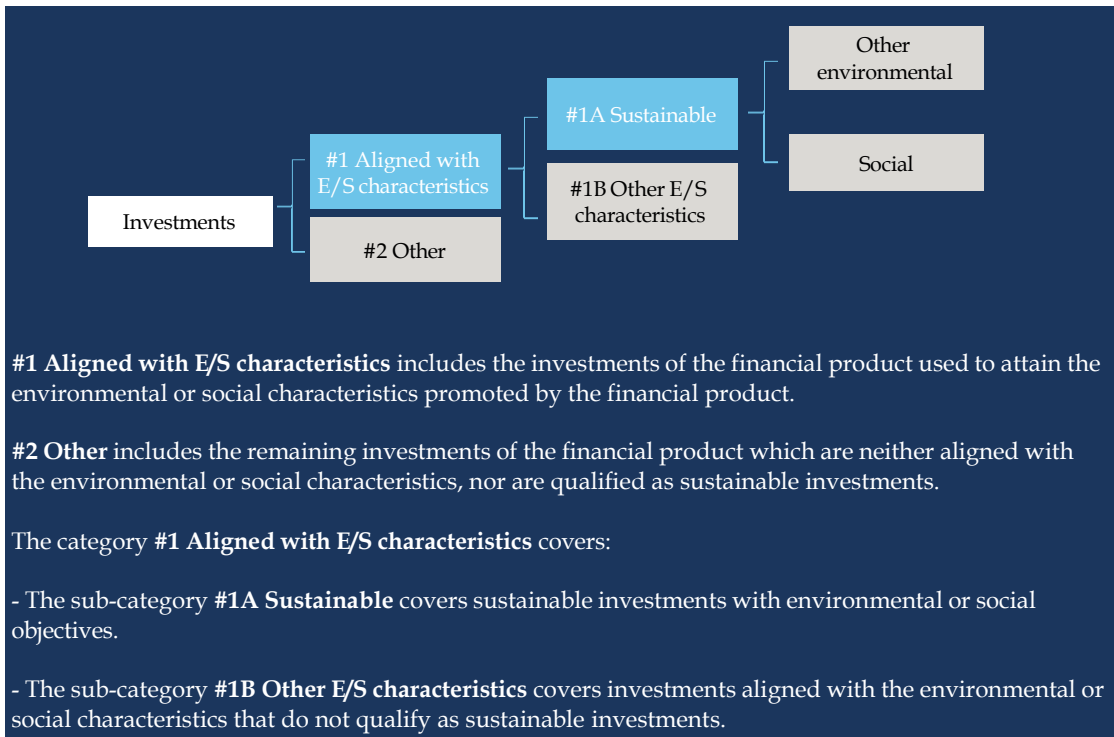 Other
environmental
#1A Sustainable
#1 Aligned with
E/S characteristics
Social
#1B Other E/S
characteristics
Investments
#2 Other
#1 Aligned with E/S characteristics includes the investments of the financial product used to attain the
environmental or social characteristics promoted by the financial product.
#2 Other includes the remaining investments of the financial product which are neither aligned with
the environmental or social characteristics, nor are qualified as sustainable investments.
The category #1 Aligned with E/S characteristics covers:
- The sub-category #1A Sustainable covers sustainable investments with environmental or social
objectives.
- The sub-category #1B Other E/S characteristics covers investments aligned with the environmental or
social characteristics that do not qualify as sustainable investments.